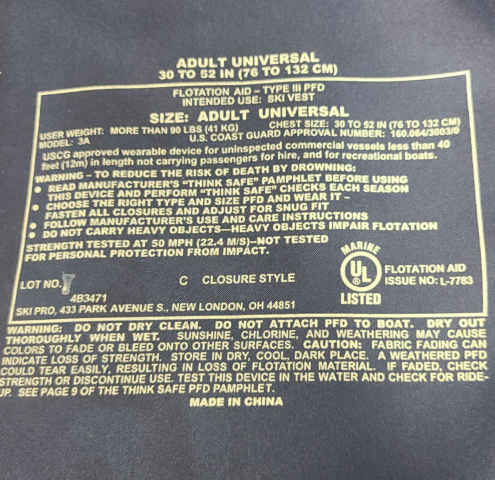 ADULT UNIVERSAL
30 TO 52 IN (76 TO 132 CM)
FLOTATION AID – TYPE III PFD
INTENDED USE: SKI VEST
SIZE: ADULT UNIVERSAL
USER WEIGHT: MORE THAN 90 LBS (41 KG) CHEST SIZE: 30 TO 52 IN (76 TO 132 CM)
MODEL: 3A U.S. COAST GUARD APPROVAL NUMBER: 160.064/3003/0
USCG approved wearable device for uninspected commercial vessels less than 40
feet (12m) in length not carrying passengers for hire, and for recreational boats.
WARNING – TO REDUCE THE RISK OF DEATH BY DROWNING:
• READ MANUFACTURER'S "THINK SAFE" PAMPHLET BEFORE USING
THIS DEVICE AND PERFORM "THINK SAFE" CHECKS EACH SEASON
• CHOOSE THE RIGHT TYPE AND SIZE PFD AND WEAR IT –
FASTEN ALL CLOSURES AND ADJUST FOR SNUG FIT
• FOLLOW MANUFACTURER'S USE AND CARE INSTRUCTIONS
• DO NOT CARRY HEAVY OBJECTS—HEAVY OBJECTS IMPAIR FLOTATION
STRENGTH TESTED AT 50 MPH (22.4 M/S)–NOT TESTED
FOR PERSONAL PROTECTION FROM IMPACT.
MARINE
UL
LISTED
FLOTATION AID
ISSUE NO: L-7783
LOT NO. C CLOSURE STYLE
4B3471
SKI PRO, 433 PARK AVENUE S., NEW LONDON, OH 44851
WARNING: DO NOT DRY CLEAN. DO NOT ATTACH PFD TO BOAT. DRY OUT
THOROUGHLY WHEN WET. SUNSHINE, CHLORINE, AND WEATHERING MAY CAUSE
COLORS TO FADE OR BLEED ONTO OTHER SURFACES. CAUTION: FABRIC FADING CAN
INDICATE LOSS OF STRENGTH. STORE IN DRY, COOL, DARK PLACE. A WEATHERED PFD
COULD TEAR EASILY, RESULTING IN LOSS OF FLOTATION MATERIAL. IF FADED, CHECK
STRENGTH OR DISCONTINUE USE. TEST THIS DEVICE IN THE WATER AND CHECK FOR RIDE-
UP. SEE PAGE 9 OF THE THINK SAFE PFD PAMPHLET.
MADE IN CHINA